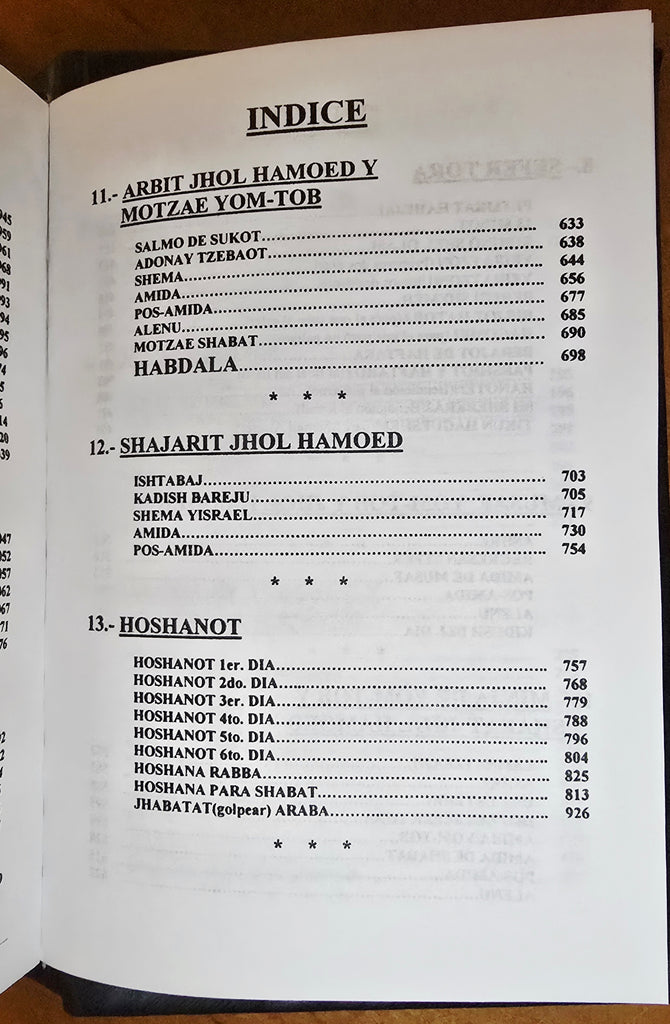 INDICE
11.- ARBIT JHOL HAMOED Y
MOTZAE YOM-TOB
SALMO DE SUKOT........................ 633
ADONAY TZEBAOT........................ 638
SHEMA........................ 644
AMIDA........................ 656
POS-AMIDA........................ 677
ALENU........................ 685
MOTZAE SHABAT........................ 690
HABDALA........................ 698
* * *
12.- SHAJARIT JHOL HAMOED
ISHTABAJ........................ 703
KADISH BAREJU........................ 705
SHEMA YISRAEL........................ 717
AMIDA........................ 730
POS-AMIDA........................ 754
* * *
13.- HOSHANOT
HOSHANOT 1er. DIA........................ 757
HOSHANOT 2do. DIA........................ 768
HOSHANOT 3er. DIA........................ 779
HOSHANOT 4to. DIA........................ 788
HOSHANOT 5to. DIA........................ 796
HOSHANOT 6to. DIA........................ 804
HOSHANA RABBA........................ 825
HOSHANA PARA SHABAT........................ 813
JHABATAT(golpear) ARABA........................ 926
* * *